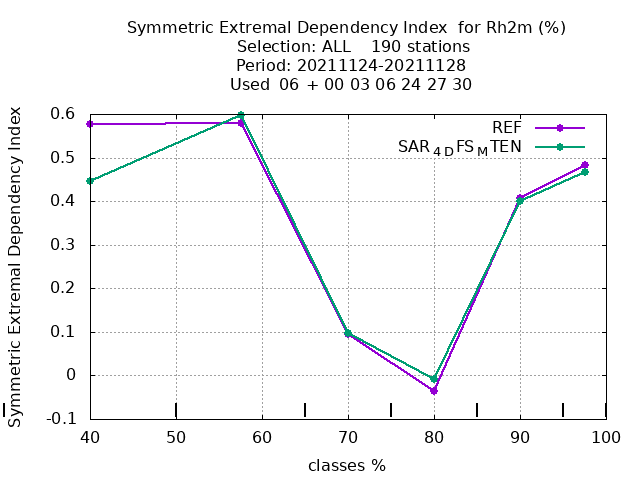 Symmetric Extremal Dependency Index  for Rh2m (%)
Selection: ALL    190 stations
Period: 20211124-20211128
Used  06  + 00 03 06 24 27 30
Symmetric Extremal Dependency Index
REF
SAR4DFSMTEN
0.6
0.5
0.4
0.3
0.2
0.1
0
-0.1
40 50 60 70 80 90 100
classes %